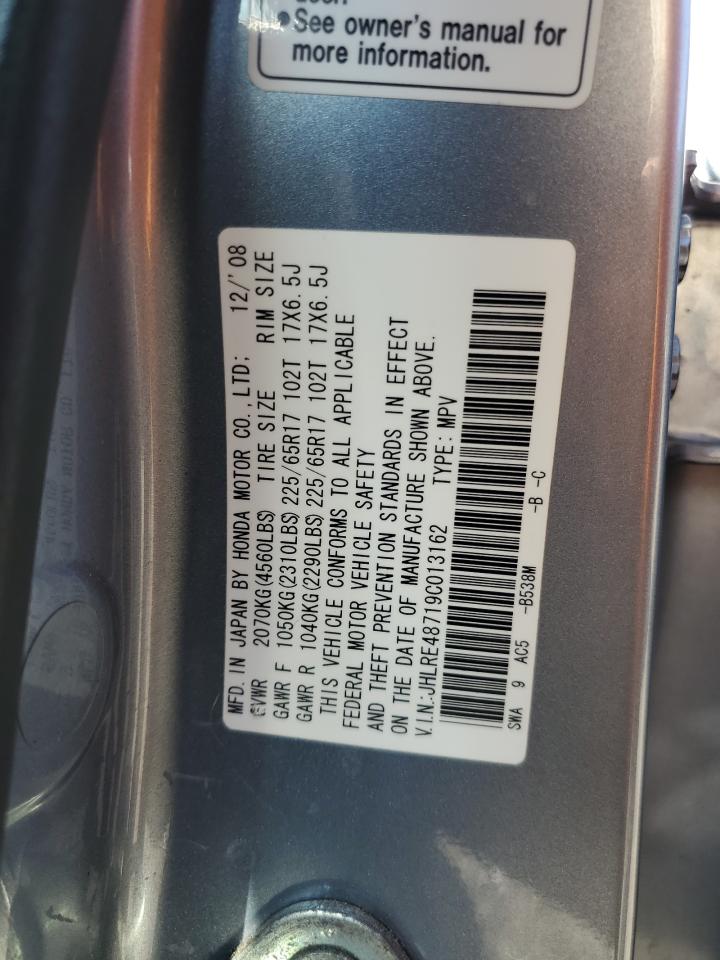 •See owner's manual for
more information.
MFD. IN JAPAN BY HONDA MOTOR CO.,LTD: 12/'08
GVWR 2070KG(4560LBS) TIRE SIZE RIM SIZE
GAWR F 1050KG(2310LBS) 225/65R17 102T 17X6.5J
GAWR R 1040KG(2290LBS) 225/65R17 102T 17X6.5J
THIS VEHICLE CONFORMS TO ALL APPLICABLE
FEDERAL MOTOR VEHICLE SAFETY
AND THEFT PREVENTION STANDARDS IN EFFECT
ON THE DATE OF MANUFACTURE SHOWN ABOVE.
V.I.N.:JHLRE48719C013162 TYPE: MPV
SWA 9 AC5 -B538M -B -C